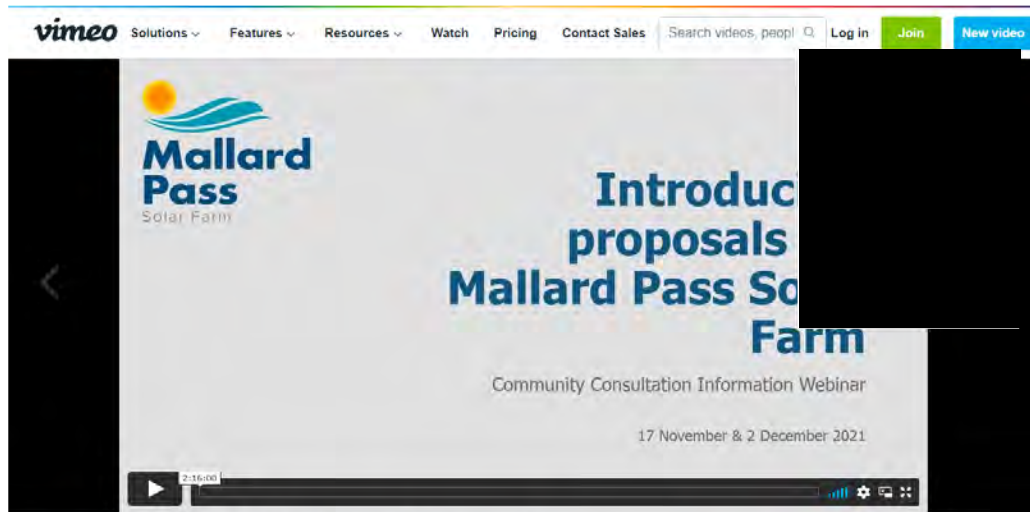 vimeo Solutions Features Resources Watch Pricing Contact Sales Search videos, peopl Log in Join New video
Mallard
Pass
Solar Farm
Introduc
proposals
Mallard Pass So
Farm
Community Consultation Information Webinar
17 November & 2 December 2021
2:16:00